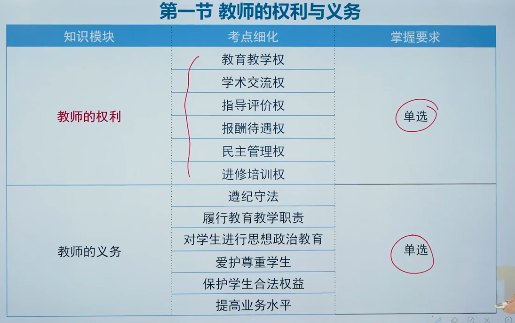 第一节 教师的权利与义务
知识模块 考点细化 掌握要求
教师的权利
教育教学权
学术交流权
指导评价权
报酬待遇权
民主管理权
进修培训权
单选
教师的义务
遵纪守法
履行教育教学职责
对学生进行思想政治教育
爱护尊重学生
保护学生合法权益
提高业务水平
单选